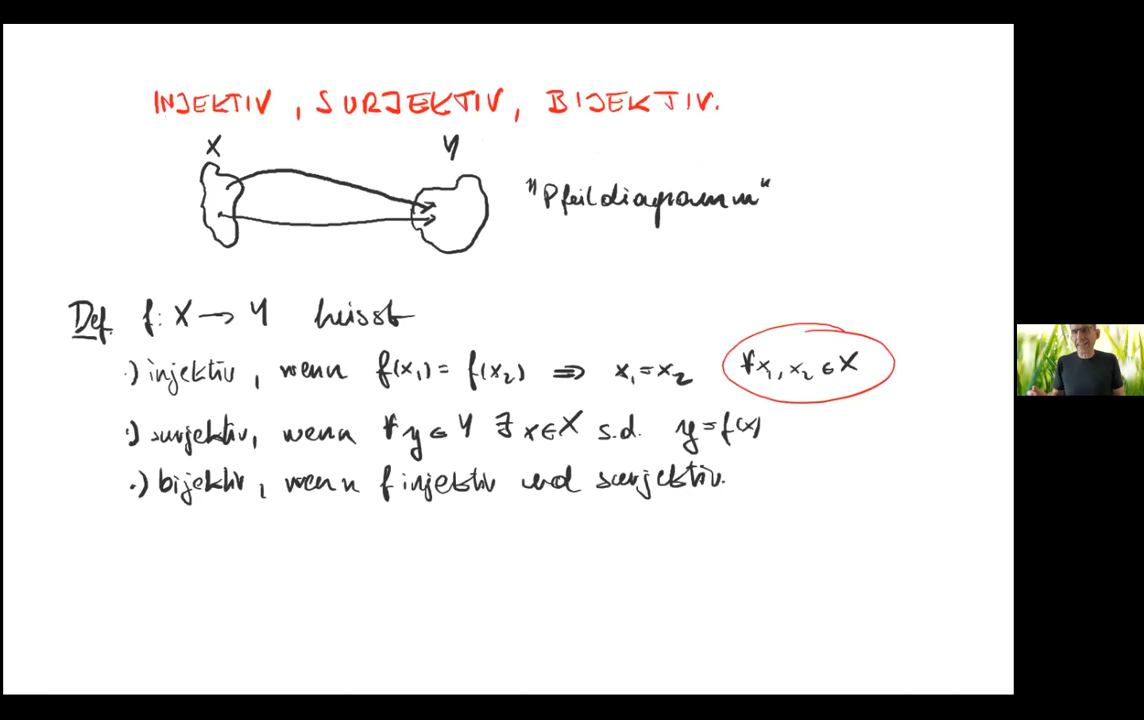 INJEKTIV, SURJEKTIV, BIJEKTIV.
X Y
"Pfeildiagramm"
Def. f: X → Y heisst
·) injektiv, wenn f(x₁) = f(x₂) ⇒ x₁ = x₂ ∀x₁, x₂ ∈ X
·) surjektiv, wenn ∀ y ∈ Y ∃ x ∈ X s.d. y = f(x)
·) bijektiv, wenn f injektiv und surjektiv.